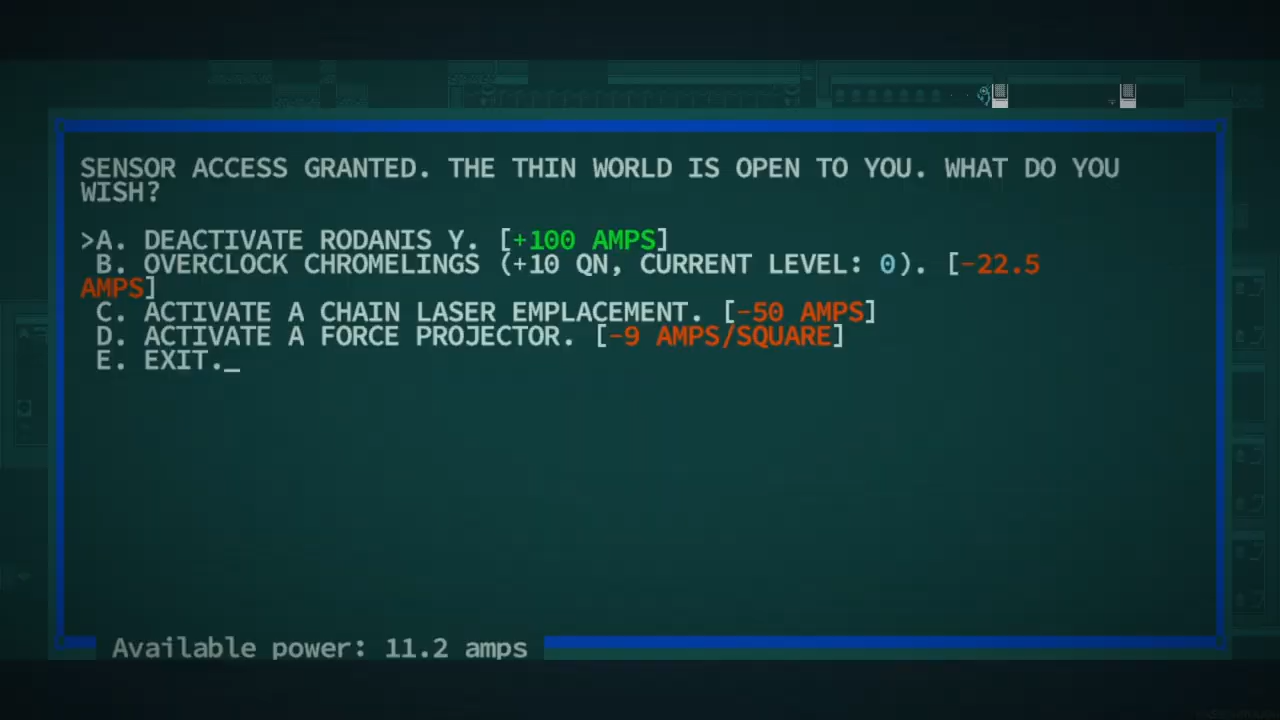 SENSOR ACCESS GRANTED. THE THIN WORLD IS OPEN TO YOU. WHAT DO YOU
WISH?
>A. DEACTIVATE RODANIS Y. [+100 AMPS]
B. OVERCLOCK CHROMELINGS (+10 QN, CURRENT LEVEL: 0). [-22.5
AMPS]
C. ACTIVATE A CHAIN LASER EMPLACEMENT. [-50 AMPS]
D. ACTIVATE A FORCE PROJECTOR. [-9 AMPS/SQUARE]
E. EXIT._
Available power: 11.2 amps